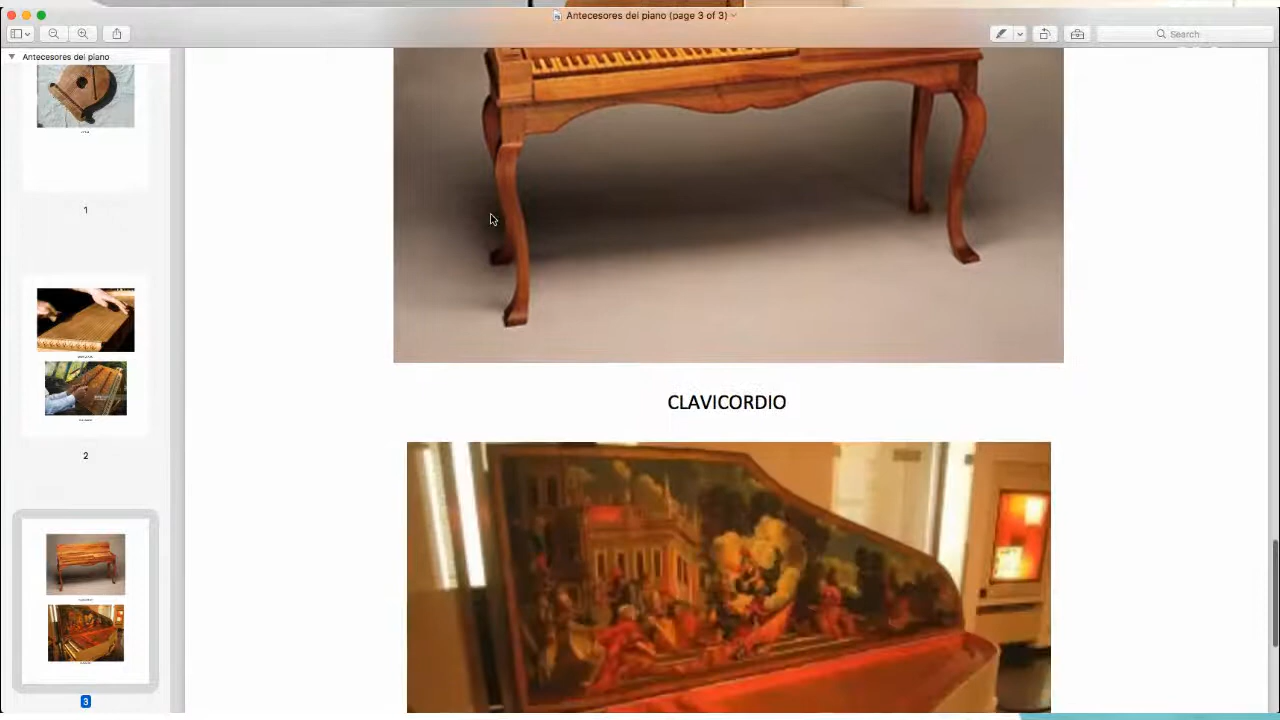 Antecesores del piano (page 3 of 3)
Search
Antecesores del piano
1
2
3
CLAVICORDIO